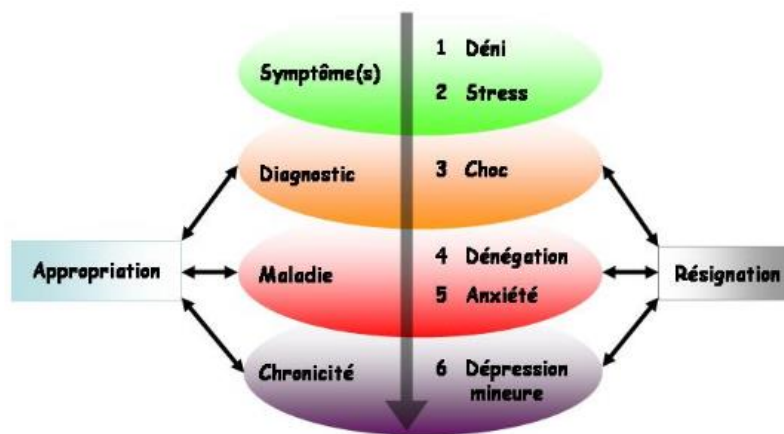 Symptôme(s)
1 Déni
2 Stress
Diagnostic
3 Choc
Appropriation
Maladie
4 Dénégation
5 Anxiété
Résignation
Chronicité
6 Dépression
mineure